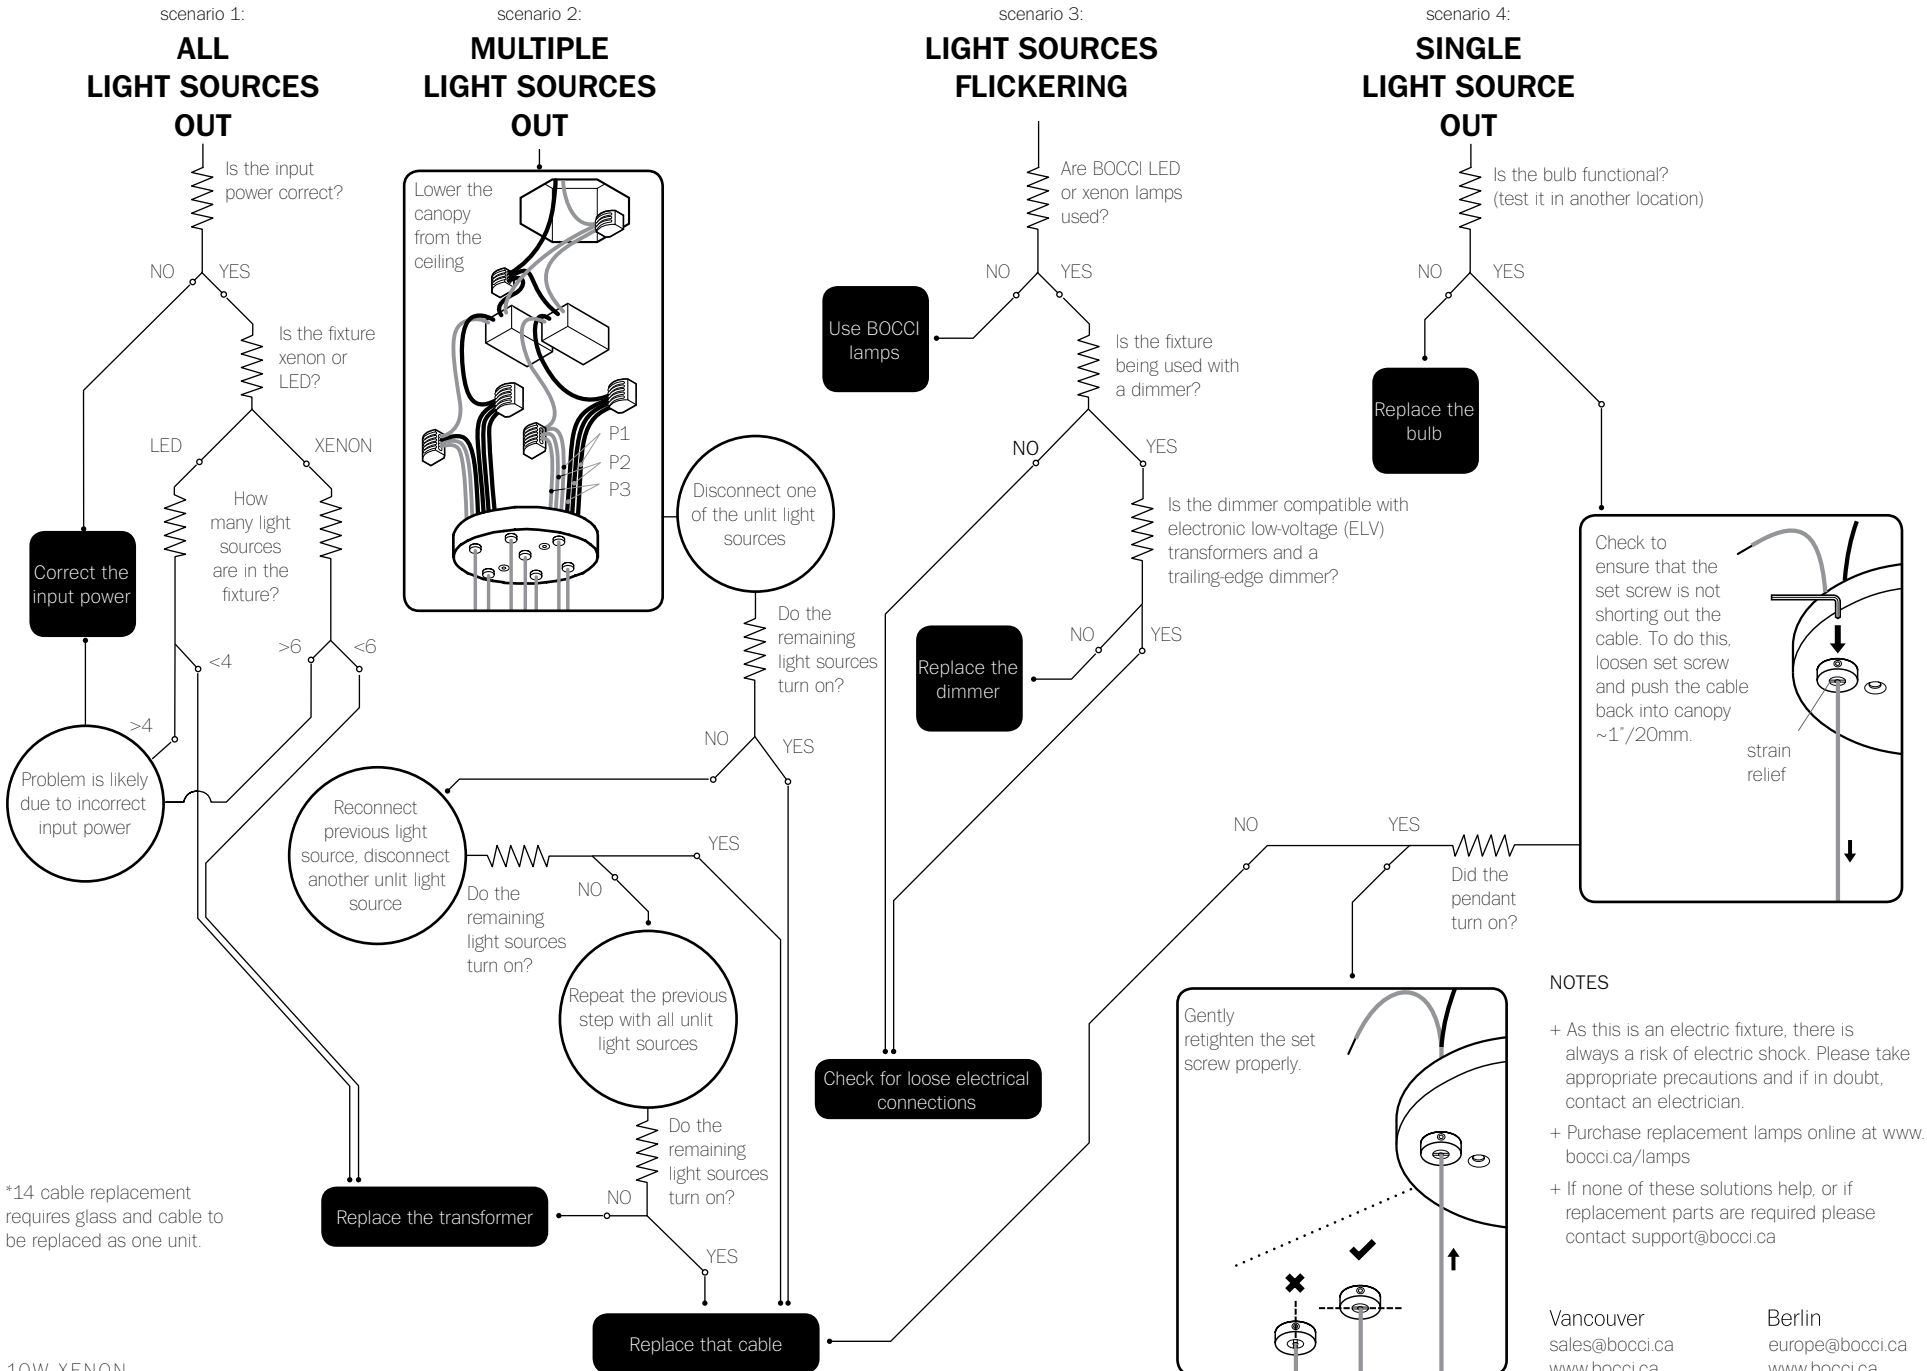 scenario 1:
ALL
LIGHT SOURCES
OUT
Is the input
power correct?
NO
YES
Is the fixture
xenon or
LED?
LED
XENON
How
many light
sources
are in the
fixture?
Correct the
input power
>4
<4
>6
<6
Problem is likely
due to incorrect
input power
scenario 2:
MULTIPLE
LIGHT SOURCES
OUT
Lower the
canopy
from the
ceiling
P1
P2
P3
Disconnect one
of the unlit light
sources
Do the
remaining
light sources
turn on?
NO
YES
Reconnect
previous light
source, disconnect
another unlit light
source
Do the
remaining
light sources
turn on?
NO
YES
Repeat the previous
step with all unlit
light sources
Do the
remaining
light sources
turn on?
NO
YES
Replace the transformer
Replace that cable
scenario 3:
LIGHT SOURCES
FLICKERING
Are BOCCI LED
or xenon lamps
used?
NO
YES
Use BOCCI
lamps
Is the fixture
being used with
a dimmer?
NO
YES
Is the dimmer compatible with
electronic low-voltage (ELV)
transformers and a
trailing-edge dimmer?
NO
YES
Replace the
dimmer
Check for loose electrical
connections
scenario 4:
SINGLE
LIGHT SOURCE
OUT
Is the bulb functional?
(test it in another location)
NO
YES
Replace the
bulb
Check to
ensure that the
set screw is not
shorting out the
cable. To do this,
loosen set screw
and push the cable
back into canopy
~1"/20mm.
strain
relief
NO
YES
Did the
pendant
turn on?
Gently
retighten the set
screw properly.
NOTES
+ As this is an electric fixture, there is
always a risk of electric shock. Please take
appropriate precautions and if in doubt,
contact an electrician.
+ Purchase replacement lamps online at www.
bocci.ca/lamps
+ If none of these solutions help, or if
replacement parts are required please
contact support@bocci.ca
*14 cable replacement
requires glass and cable to
be replaced as one unit.
Vancouver
sales@bocci.ca
www.bocci.ca
Berlin
europe@bocci.ca
www.bocci.ca
10W XENON